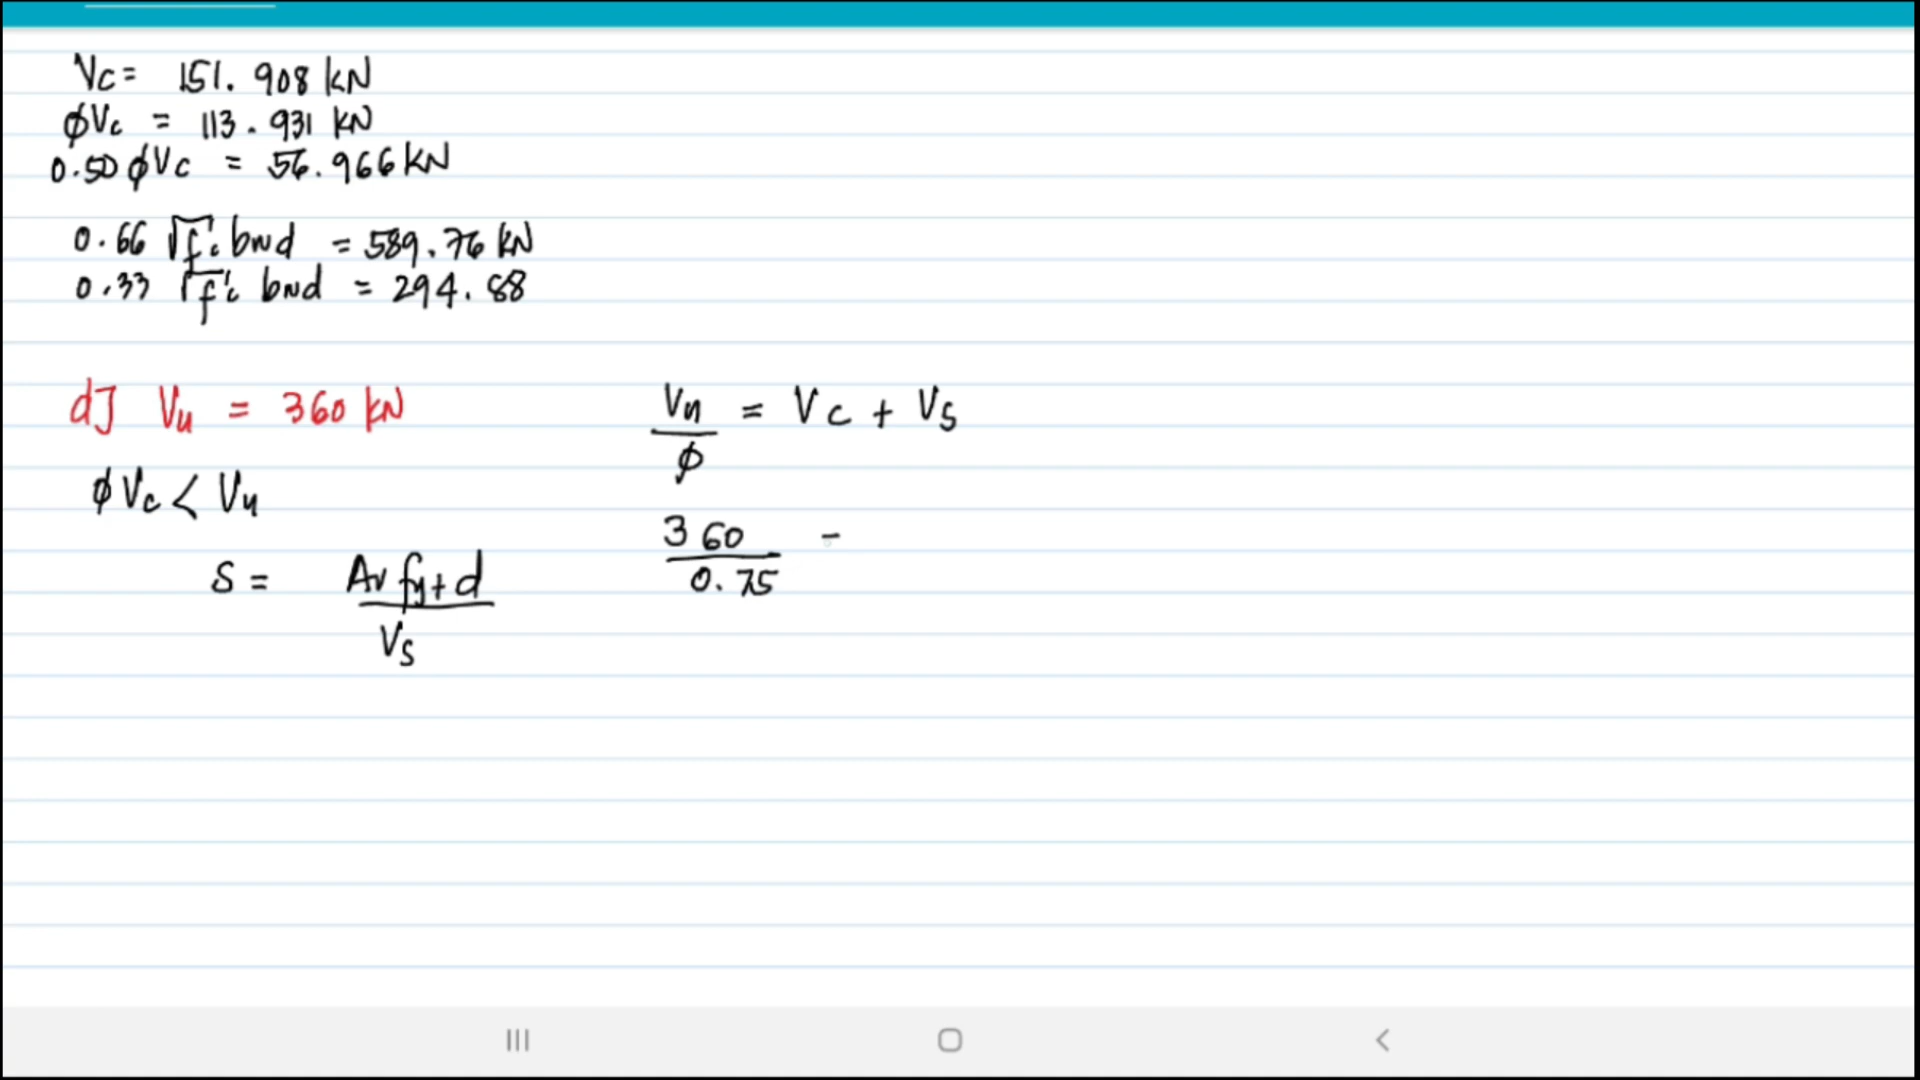 Vc = 151.908 kN
φVc = 113.931 kN
0.50 φVc = 56.966 kN
0.66 √f'c bwd = 589.76 kN
0.33 √f'c bwd = 294.88
d] Vu = 360 kN
φVc < Vu
S = Av fyt d / Vs
Vu / φ = Vc + Vs
360 / 0.75 =